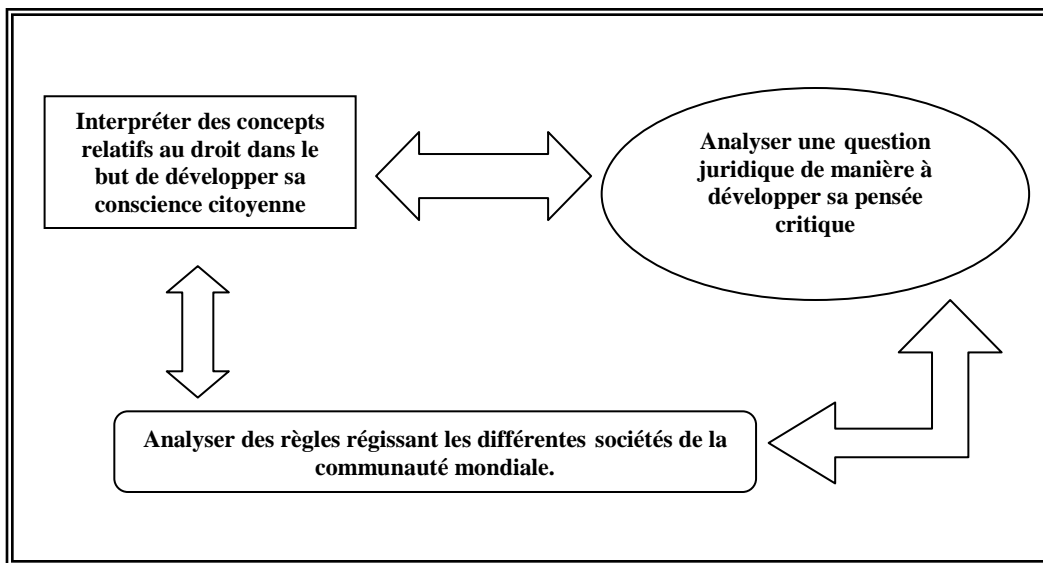 Interpréter des concepts
relatifs au droit dans le
but de développer sa
conscience citoyenne
Analyser une question
juridique de manière à
développer sa pensée
critique
Analyser des règles régissant les différentes sociétés de la
communauté mondiale.